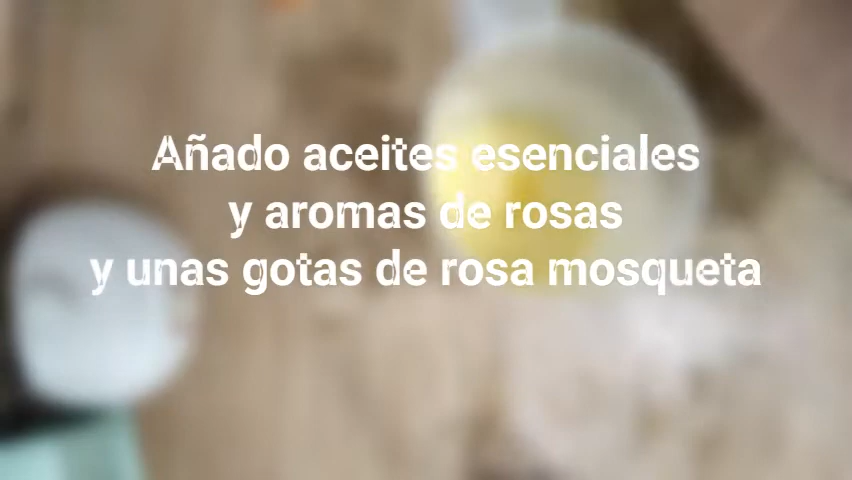 Añado aceites esenciales
y aromas de rosas
y unas gotas de rosa mosqueta